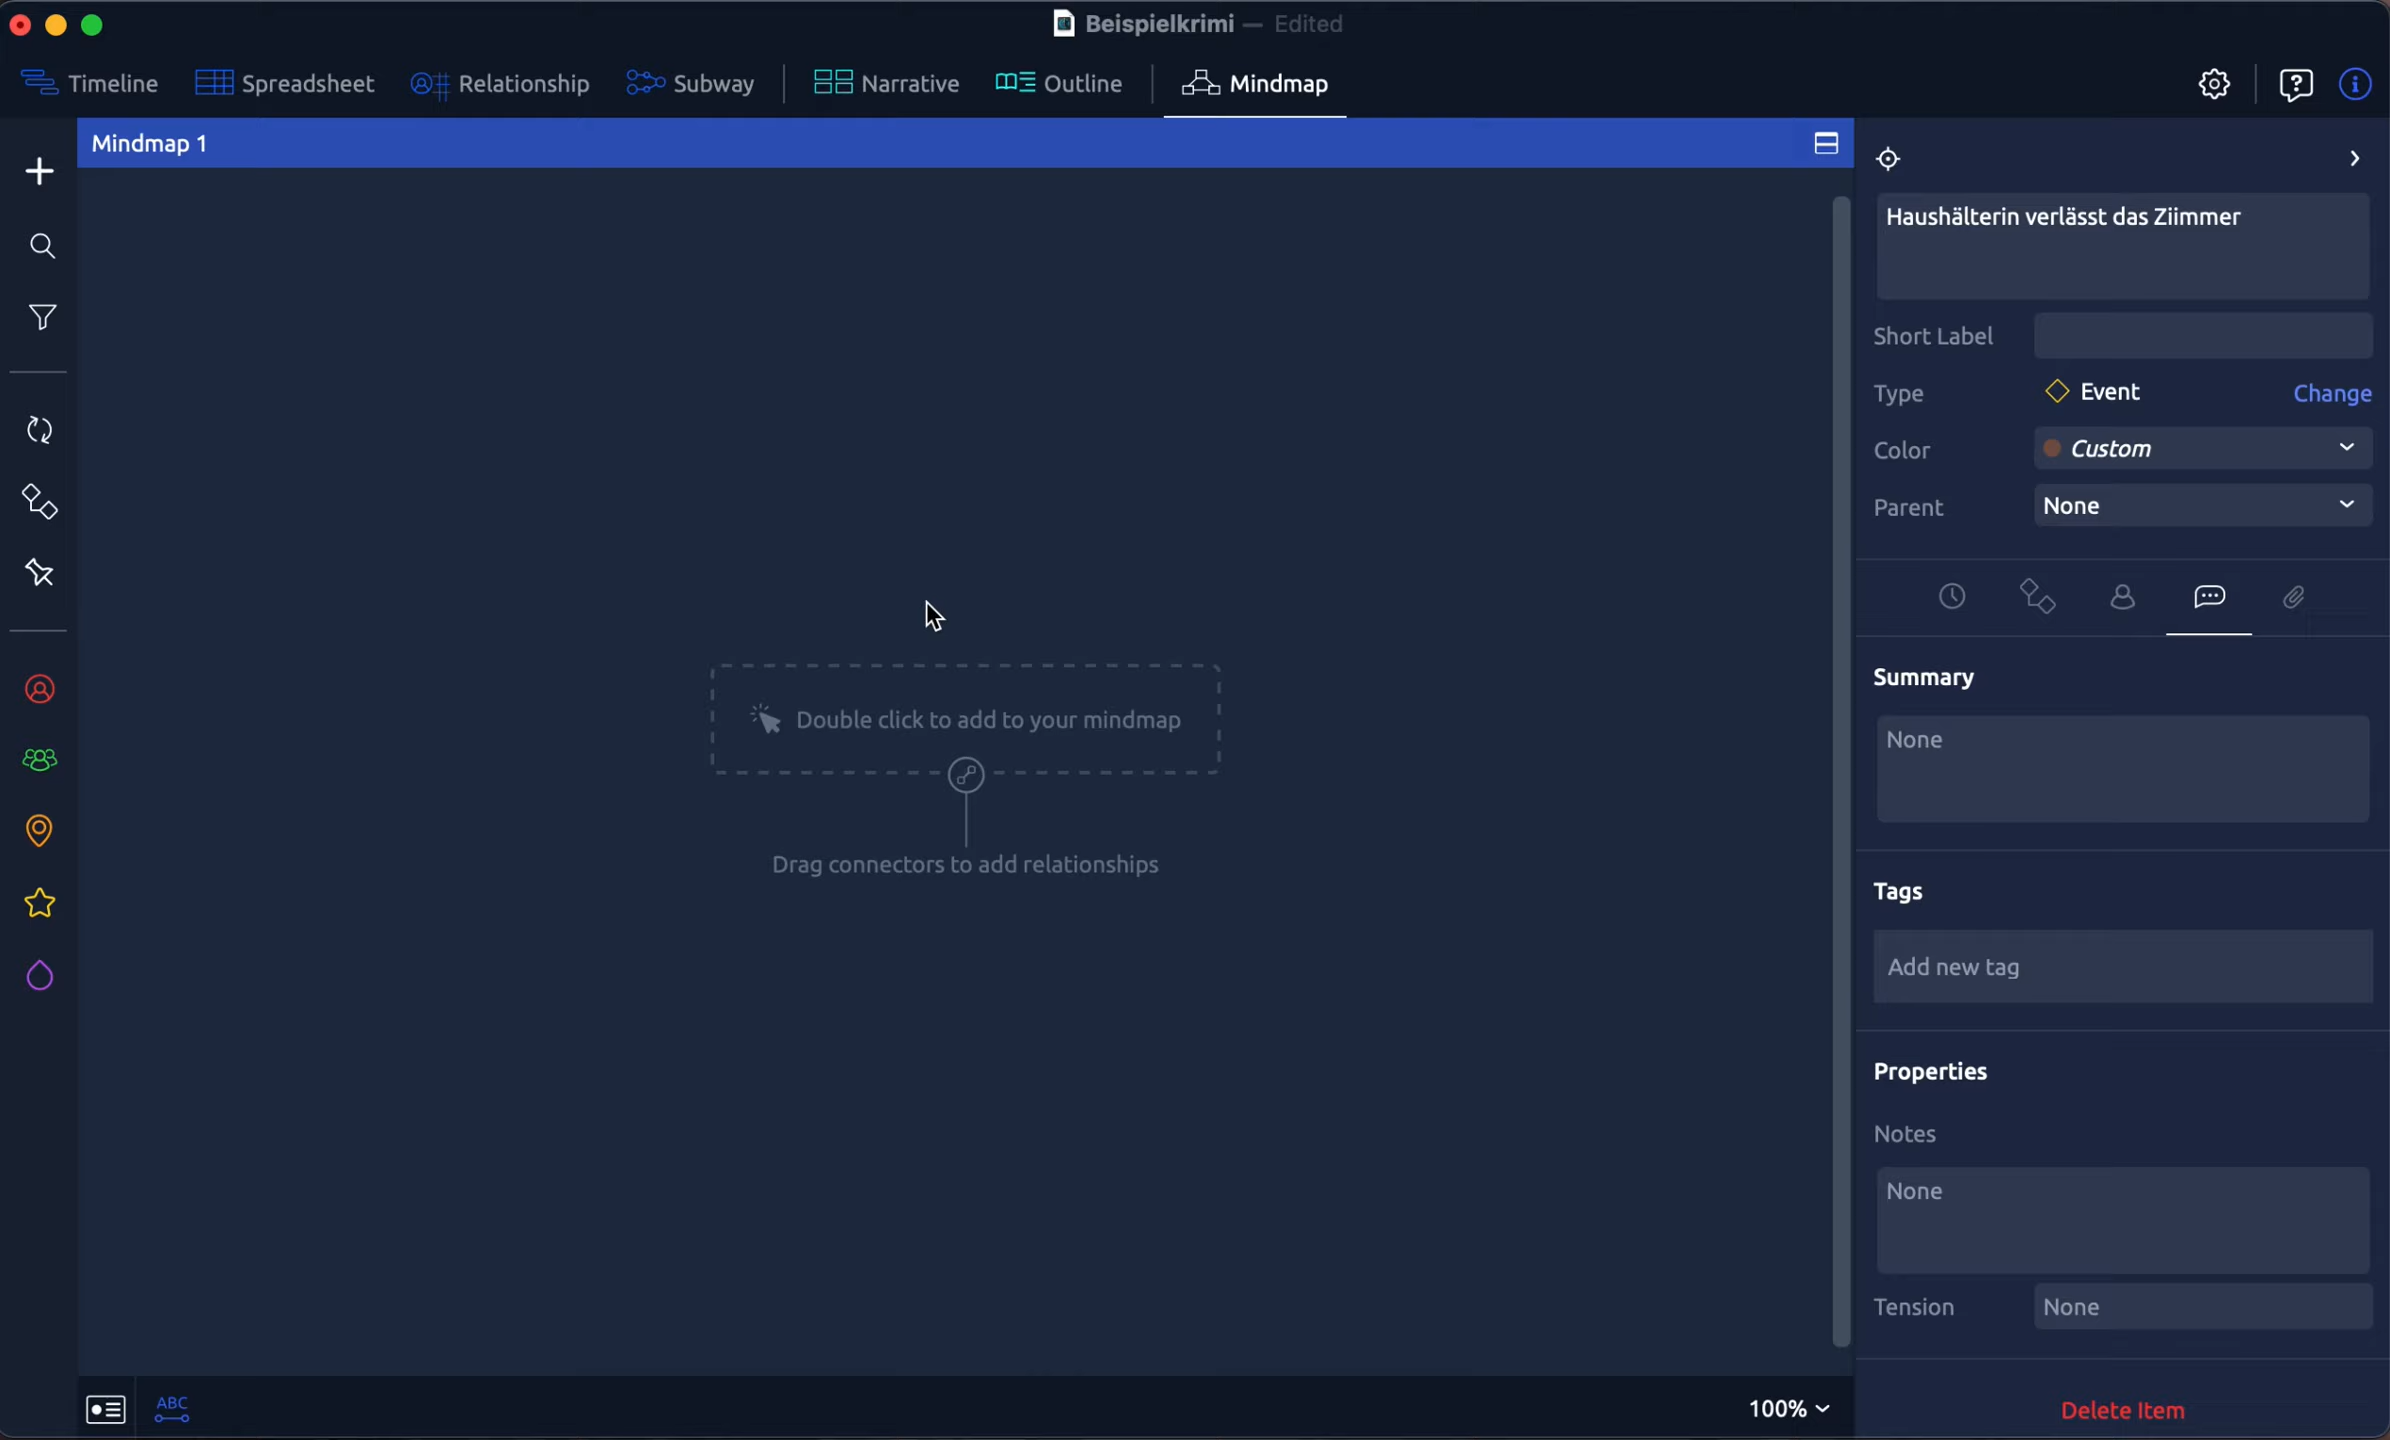 Beispielkrimi — Edited
Timeline
Spreadsheet
Relationship
Subway
Narrative
Outline
Mindmap
Mindmap 1
Double click to add to your mindmap
Drag connectors to add relationships
ABC
100%
Haushälterin verlässt das Ziimmer
Short Label
Type Event Change
Color Custom
Parent None
Summary
None
Tags
Add new tag
Properties
Notes
None
Tension None
Delete Item